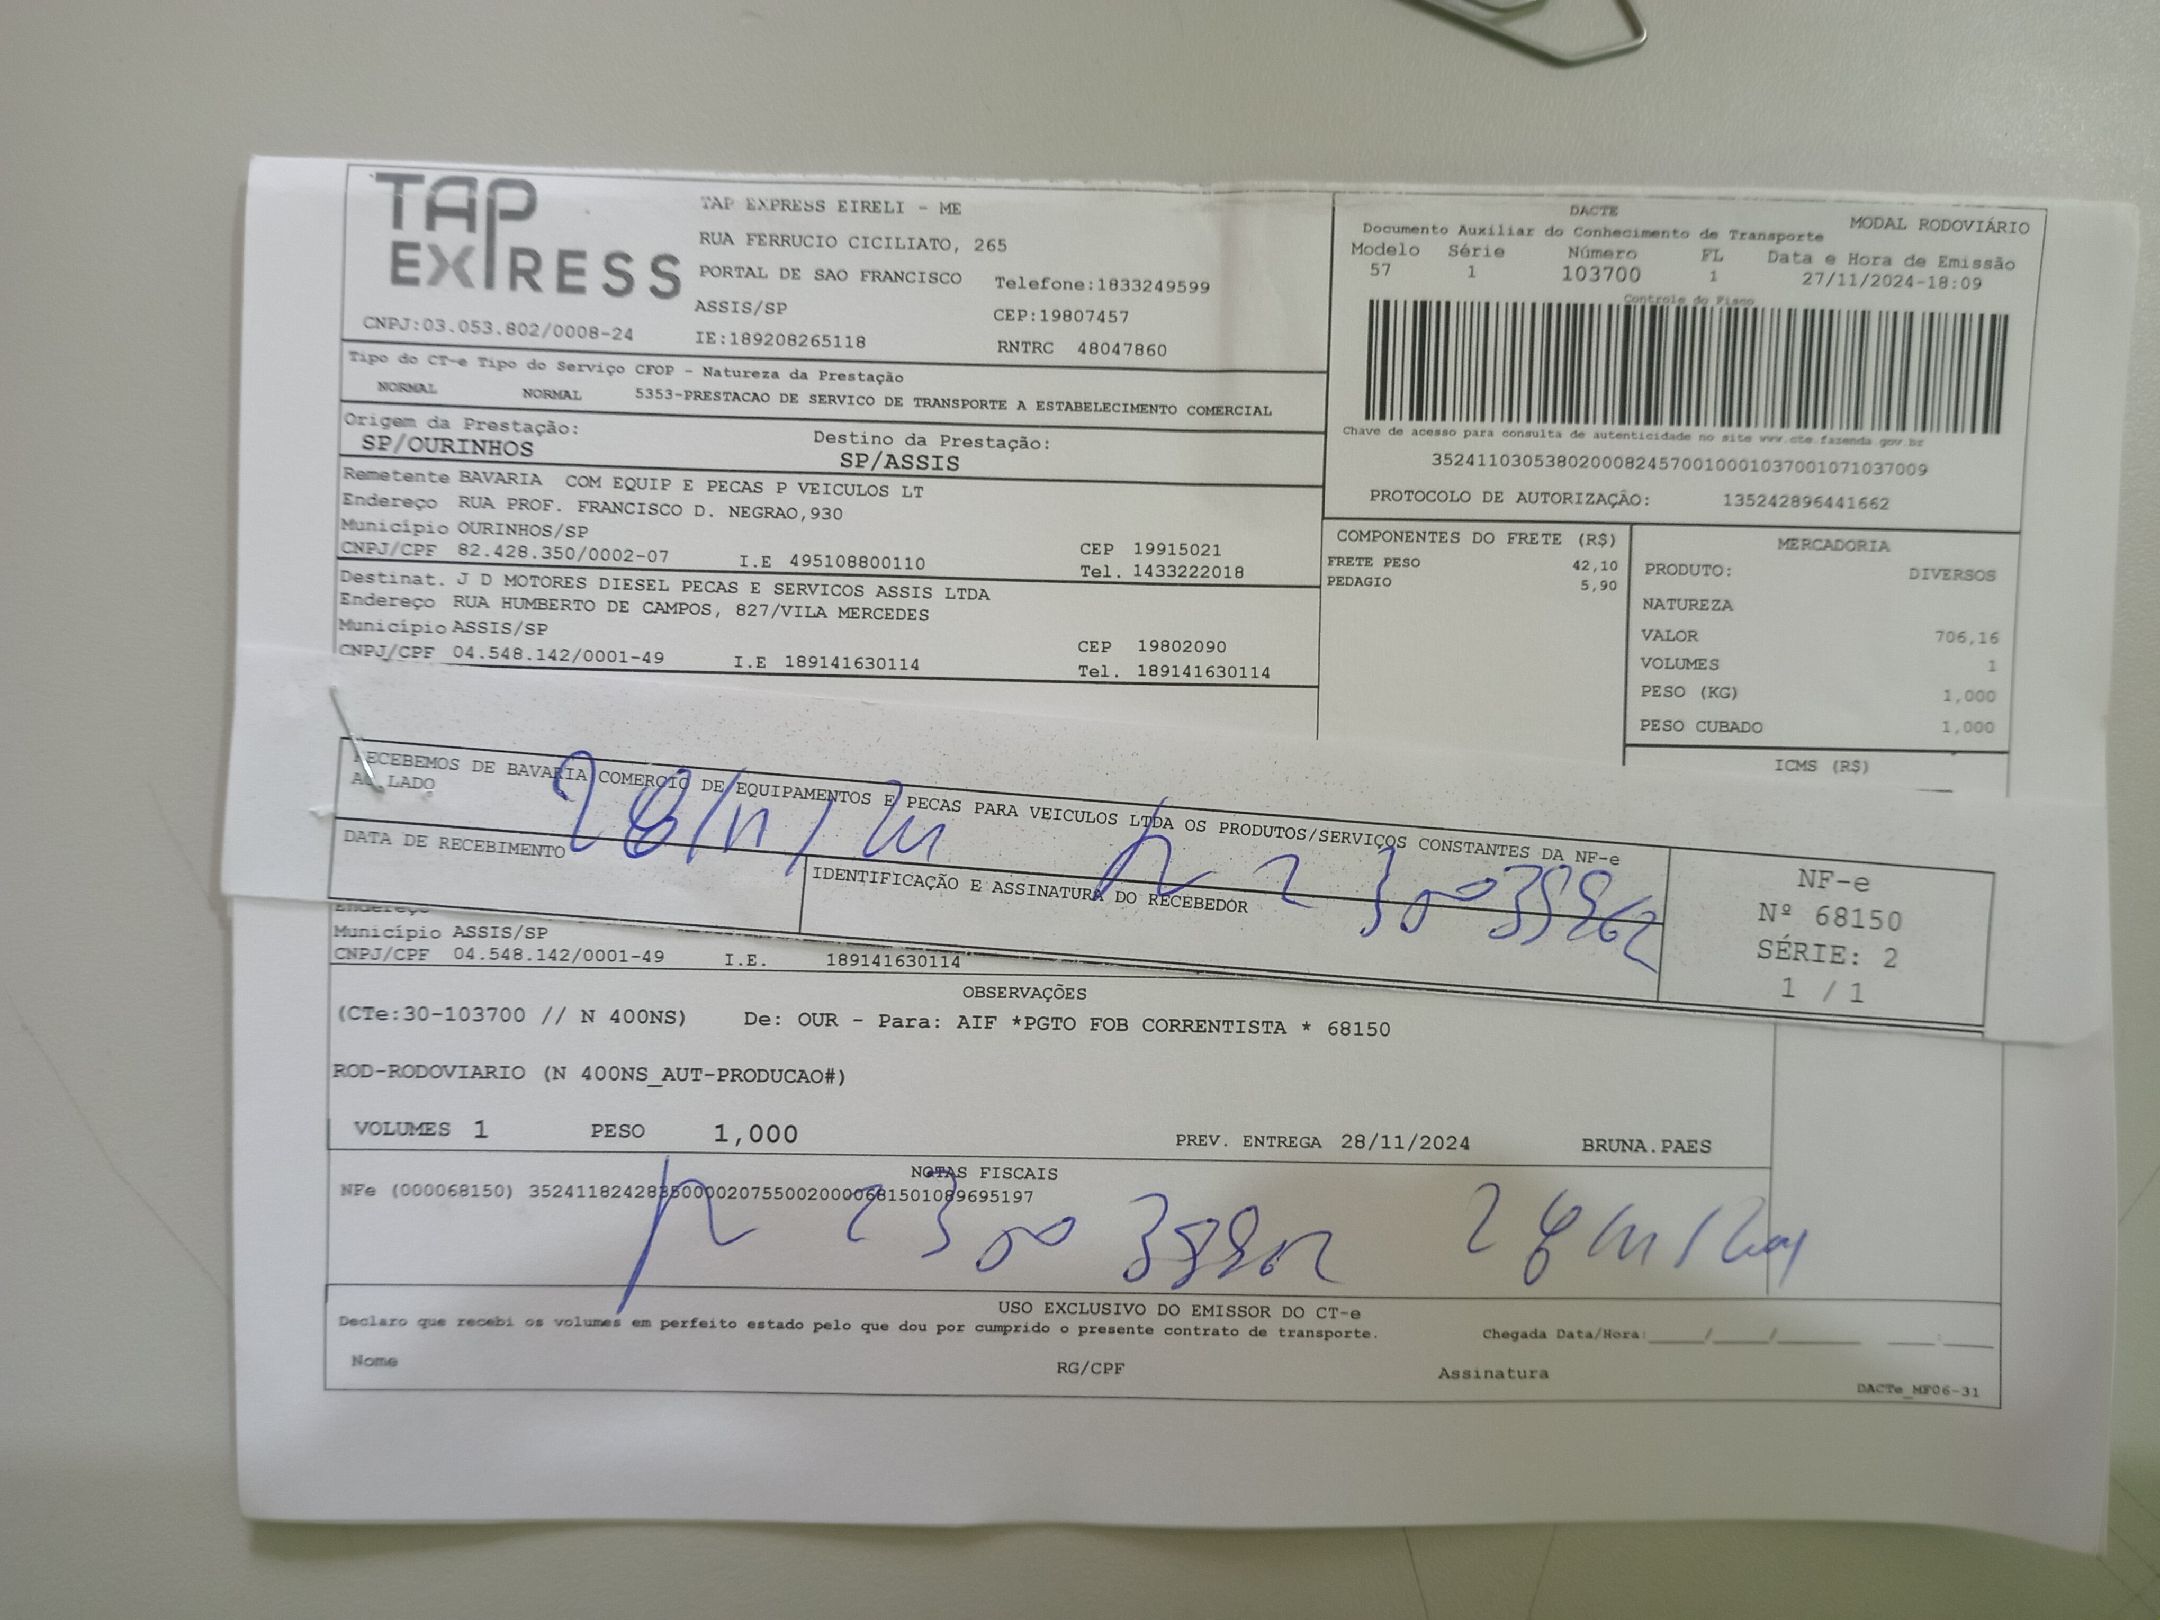 TAP EXPRESS
TAP EXPRESS EIRELI - ME
RUA FERRUCIO CICILIATO, 265
PORTAL DE SAO FRANCISCO Telefone:1833249599
ASSIS/SP CEP:19807457
CNPJ:03.053.802/0008-24 IE:189208265118 RNTRC 48047860
DACTE MODAL RODOVIÁRIO
Documento Auxiliar do Conhecimento de Transporte
Modelo Série Número FL Data e Hora de Emissão
57 1 103700 1 27/11/2024-18:09
Controle do Fisco
Chave de acesso para consulta de autenticidade no site www.cte.fazenda.gov.br
35241103053802000824570010001037001071037009
PROTOCOLO DE AUTORIZAÇÃO: 135242896441662
Tipo do CT-e Tipo do Serviço CFOP - Natureza da Prestação
NORMAL NORMAL 5353-PRESTACAO DE SERVICO DE TRANSPORTE A ESTABELECIMENTO COMERCIAL
Origem da Prestação: Destino da Prestação:
SP/OURINHOS SP/ASSIS
Remetente BAVARIA COM EQUIP E PECAS P VEICULOS LT
Endereço RUA PROF. FRANCISCO D. NEGRAO,930
Município OURINHOS/SP CEP 19915021
CNPJ/CPF 82.428.350/0002-07 I.E 495108800110 Tel. 1433222018
Destinat. J D MOTORES DIESEL PECAS E SERVICOS ASSIS LTDA
Endereço RUA HUMBERTO DE CAMPOS, 827/VILA MERCEDES
Município ASSIS/SP CEP 19802090
CNPJ/CPF 04.548.142/0001-49 I.E 189141630114 Tel. 189141630114
COMPONENTES DO FRETE (R$)
FRETE PESO 42,10
PEDAGIO 5,90
MERCADORIA
PRODUTO: DIVERSOS
NATUREZA
VALOR 706,16
VOLUMES 1
PESO (KG) 1,000
PESO CUBADO 1,000
ICMS (R$)
RECEBEMOS DE BAVARIA COMERCIO DE EQUIPAMENTOS E PECAS PARA VEICULOS LTDA OS PRODUTOS/SERVIÇOS CONSTANTES DA NF-e
AO LADO
DATA DE RECEBIMENTO
IDENTIFICAÇÃO E ASSINATURA DO RECEBEDOR
NF-e
Nº 68150
SÉRIE: 2
1 / 1
Endereço
Município ASSIS/SP
CNPJ/CPF 04.548.142/0001-49 I.E. 189141630114
OBSERVAÇÕES
(CTe:30-103700 // N 400NS) De: OUR - Para: AIF *PGTO FOB CORRENTISTA * 68150
ROD-RODOVIARIO (N 400NS_AUT-PRODUCAO#)
VOLUMES 1 PESO 1,000 PREV. ENTREGA 28/11/2024 BRUNA.PAES
NOTAS FISCAIS
NFe (000068150) 35241182428350000207550020000681501089695197
USO EXCLUSIVO DO EMISSOR DO CT-e
Declaro que recebi os volumes em perfeito estado pelo que dou por cumprido o presente contrato de transporte. Chegada Data/Hora:____/____/______ ____:____
Nome RG/CPF Assinatura
DACTe_MF06-31